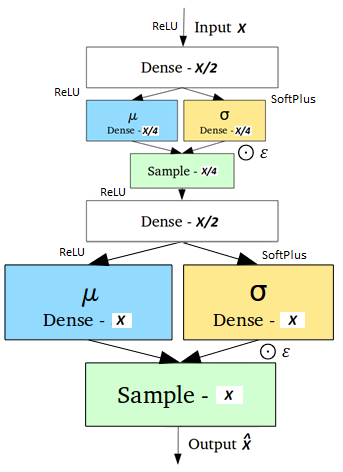 ReLU
Input X
Dense - X/2
ReLU
SoftPlus
μ
Dense - X/4
σ
Dense - X/4
⊙ ε
Sample - X/4
ReLU
Dense - X/2
ReLU
SoftPlus
μ
Dense - X
σ
Dense - X
⊙ ε
Sample - X
Output X̂